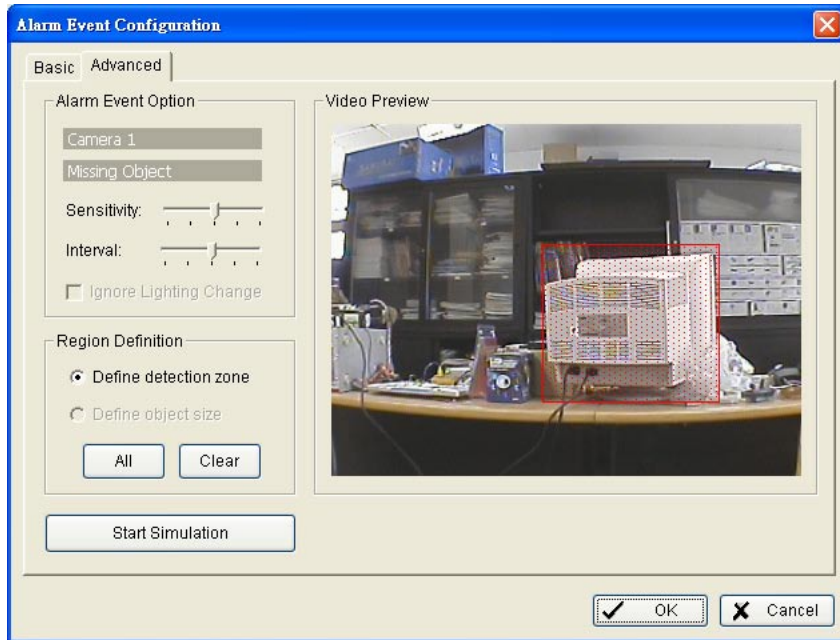 Alarm Event Configuration
Basic
Advanced
Alarm Event Option
Camera 1
Missing Object
Sensitivity:
Interval:
Ignore Lighting Change
Region Definition
Define detection zone
Define object size
All
Clear
Start Simulation
Video Preview
OK
Cancel